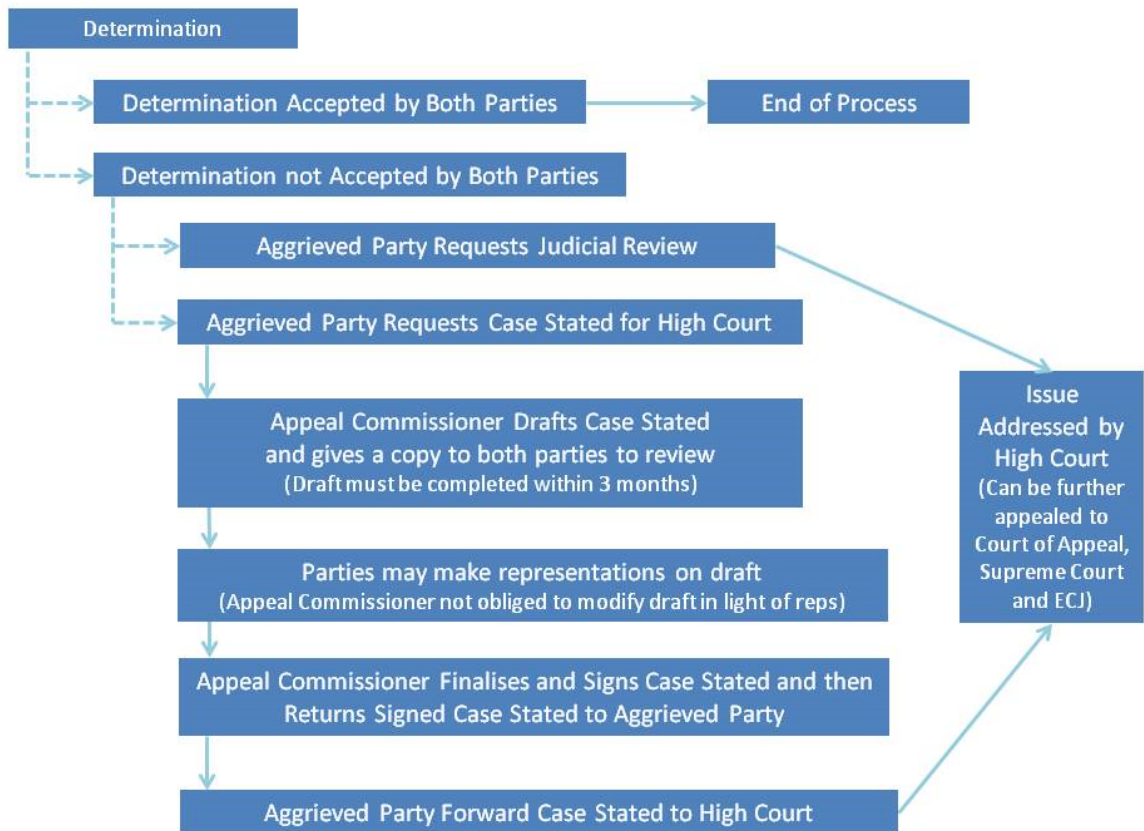 Determination
Determination Accepted by Both Parties
End of Process
Determination not Accepted by Both Parties
Aggrieved Party Requests Judicial Review
Aggrieved Party Requests Case Stated for High Court
Appeal Commissioner Drafts Case Stated
and gives a copy to both parties to review
(Draft must be completed within 3 months)
Parties may make representations on draft
(Appeal Commissioner not obliged to modify draft in light of reps)
Appeal Commissioner Finalises and Signs Case Stated and then
Returns Signed Case Stated to Aggrieved Party
Aggrieved Party Forward Case Stated to High Court
Issue
Addressed by
High Court
(Can be further
appealed to
Court of Appeal,
Supreme Court
and ECJ)